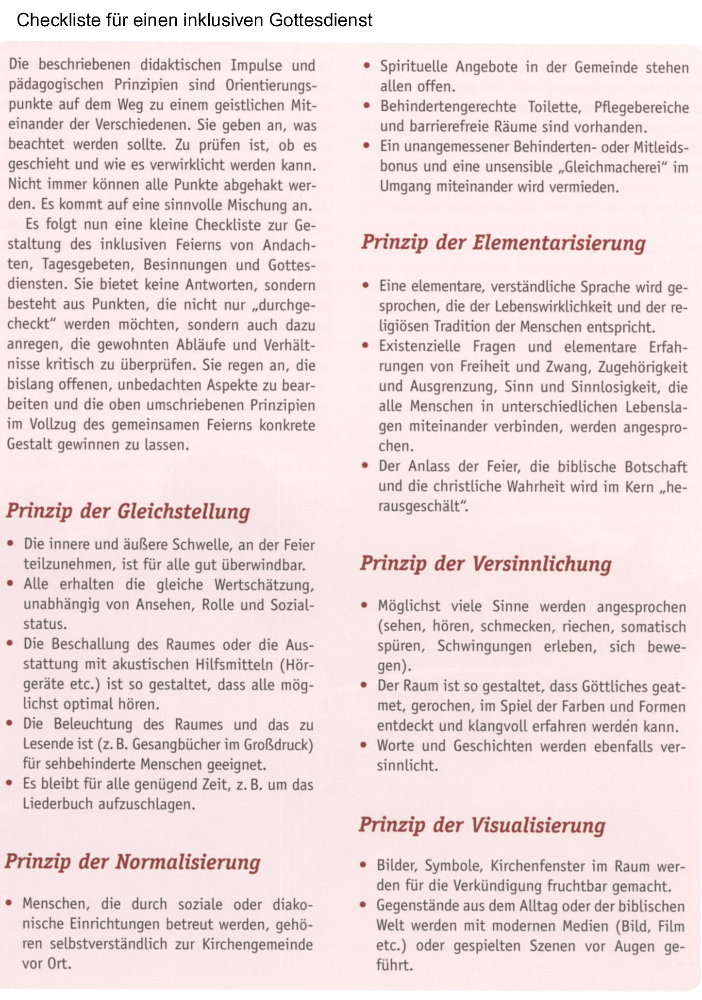 Checkliste für einen inklusiven Gottesdienst
Die beschriebenen didaktischen Impulse und
pädagogischen Prinzipien sind Orientierungs-
punkte auf dem Weg zu einem geistlichen Mit-
einander der Verschiedenen. Sie geben an, was
beachtet werden sollte. Zu prüfen ist, ob es
geschieht und wie es verwirklicht werden kann.
Nicht immer können alle Punkte abgehakt wer-
den. Es kommt auf eine sinnvolle Mischung an.
Es folgt nun eine kleine Checkliste zur Ge-
staltung des inklusiven Feierns von Andach-
ten, Tagesgebeten, Besinnungen und Gottes-
diensten. Sie bietet keine Antworten, sondern
besteht aus Punkten, die nicht nur „durchge-
checkt“ werden möchten, sondern auch dazu
anregen, die gewohnten Abläufe und Verhält-
nisse kritisch zu überprüfen. Sie regen an, die
bislang offenen, unbedachten Aspekte zu bear-
beiten und die oben umschriebenen Prinzipien
im Vollzug des gemeinsamen Feierns konkrete
Gestalt gewinnen zu lassen.
Prinzip der Gleichstellung
• Die innere und äußere Schwelle, an der Feier
teilzunehmen, ist für alle gut überwindbar.
• Alle erhalten die gleiche Wertschätzung,
unabhängig von Ansehen, Rolle und Sozial-
status.
• Die Beschallung des Raumes oder die Aus-
stattung mit akustischen Hilfsmitteln (Hör-
geräte etc.) ist so gestaltet, dass alle mög-
lichst optimal hören.
• Die Beleuchtung des Raumes und das zu
Lesende ist (z. B. Gesangbücher im Großdruck)
für sehbehinderte Menschen geeignet.
• Es bleibt für alle genügend Zeit, z. B. um das
Liederbuch aufzuschlagen.
Prinzip der Normalisierung
• Menschen, die durch soziale oder diako-
nische Einrichtungen betreut werden, gehö-
ren selbstverständlich zur Kirchengemeinde
vor Ort.
• Spirituelle Angebote in der Gemeinde stehen
allen offen.
• Behindertengerechte Toilette, Pflegebereiche
und barrierefreie Räume sind vorhanden.
• Ein unangemessener Behinderten- oder Mitleids-
bonus und eine unsensible „Gleichmacherei“ im
Umgang miteinander wird vermieden.
Prinzip der Elementarisierung
• Eine elementare, verständliche Sprache wird ge-
sprochen, die der Lebenswirklichkeit und der re-
ligiösen Tradition der Menschen entspricht.
• Existenzielle Fragen und elementare Erfah-
rungen von Freiheit und Zwang, Zugehörigkeit
und Ausgrenzung, Sinn und Sinnlosigkeit, die
alle Menschen in unterschiedlichen Lebensla-
gen miteinander verbinden, werden angespro-
chen.
• Der Anlass der Feier, die biblische Botschaft
und die christliche Wahrheit wird im Kern „he-
rausgeschält“.
Prinzip der Versinnlichung
• Möglichst viele Sinne werden angesprochen
(sehen, hören, schmecken, riechen, somatisch
spüren, Schwingungen erleben, sich bewe-
gen).
• Der Raum ist so gestaltet, dass Göttliches geat-
met, gerochen, im Spiel der Farben und Formen
entdeckt und klangvoll erfahren werden kann.
• Worte und Geschichten werden ebenfalls ver-
sinnlicht.
Prinzip der Visualisierung
• Bilder, Symbole, Kirchenfenster im Raum wer-
den für die Verkündigung fruchtbar gemacht.
• Gegenstände aus dem Alltag oder der biblischen
Welt werden mit modernen Medien (Bild, Film
etc.) oder gespielten Szenen vor Augen ge-
führt.